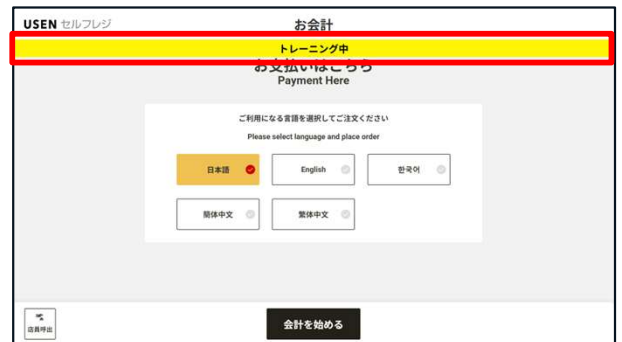 USEN セルフレジ
お会計
トレーニング中
お支払いはこちら
Payment Here
ご利用になる言語を選択してご注文ください
Please select language and place order
日本語
English
한국어
簡体中文
繁体中文
店員呼出
会計を始める